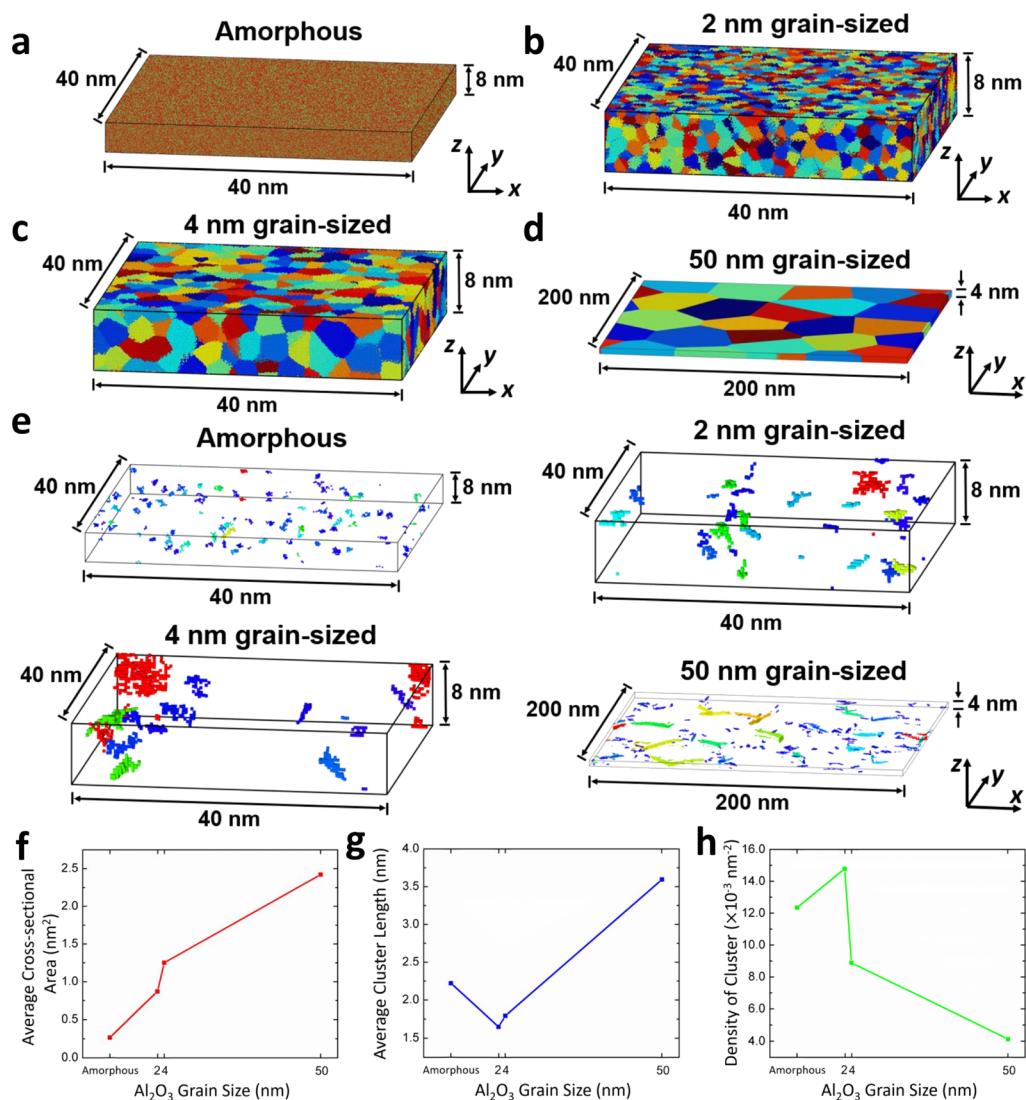 a
Amorphous
40 nm
8 nm
40 nm
z
y
x
b
2 nm grain-sized
40 nm
8 nm
40 nm
z
y
x
c
4 nm grain-sized
40 nm
8 nm
40 nm
z
y
x
d
50 nm grain-sized
200 nm
4 nm
200 nm
z
y
x
e
Amorphous
40 nm
8 nm
40 nm
2 nm grain-sized
40 nm
8 nm
40 nm
4 nm grain-sized
40 nm
8 nm
40 nm
50 nm grain-sized
200 nm
4 nm
200 nm
z
y
x
f
Average Cross-sectional
Area (nm²)
2.5
2.0
1.5
1.0
0.5
0.0
Amorphous 2 4 50
Al₂O₃ Grain Size (nm)
g
Average Cluster Length (nm)
4.0
3.5
3.0
2.5
2.0
1.5
Amorphous 2 4 50
Al₂O₃ Grain Size (nm)
h
Density of Cluster (×10⁻³ nm⁻²)
16.0
14.0
12.0
10.0
8.0
6.0
4.0
Amorphous 2 4 50
Al₂O₃ Grain Size (nm)